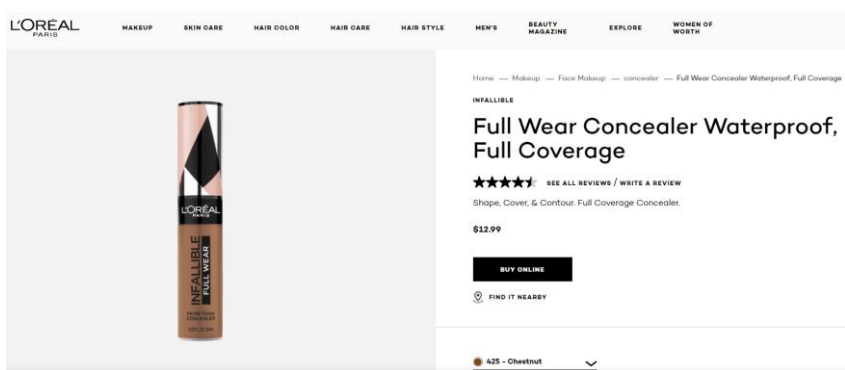 L'ORÉAL
PARIS
MAKEUP
SKIN CARE
HAIR COLOR
HAIR CARE
HAIR STYLE
MEN'S
BEAUTY
MAGAZINE
EXPLORE
WOMEN OF
WORTH
Home — Makeup — Face Makeup — concealer — Full Wear Concealer Waterproof, Full Coverage
INFALLIBLE
Full Wear Concealer Waterproof,
Full Coverage
SEE ALL REVIEWS / WRITE A REVIEW
Shape, Cover, & Contour. Full Coverage Concealer.
$12.99
BUY ONLINE
FIND IT NEARBY
425 - Chestnut
L'ORÉAL
PARIS
INFALLIBLE
FULL WEAR
MORE THAN
CONCEALER